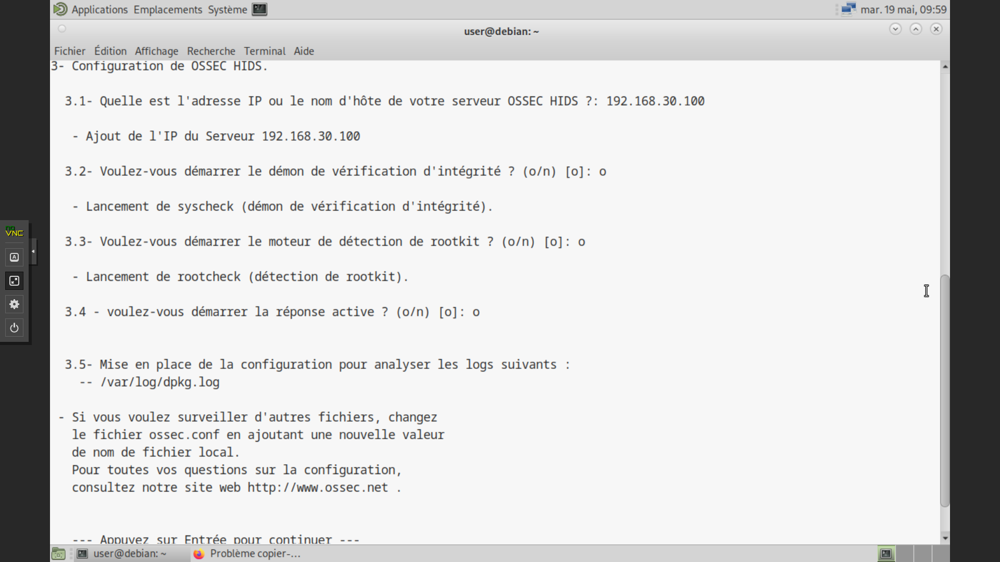 Applications Emplacements Système
mar. 19 mai, 09:59
user@debian: ~
Fichier Édition Affichage Recherche Terminal Aide
3- Configuration de OSSEC HIDS.
3.1- Quelle est l'adresse IP ou le nom d'hôte de votre serveur OSSEC HIDS ?: 192.168.30.100
- Ajout de l'IP du Serveur 192.168.30.100
3.2- Voulez-vous démarrer le démon de vérification d'intégrité ? (o/n) [o]: o
- Lancement de syscheck (démon de vérification d'intégrité).
3.3- Voulez-vous démarrer le moteur de détection de rootkit ? (o/n) [o]: o
- Lancement de rootcheck (détection de rootkit).
3.4 - voulez-vous démarrer la réponse active ? (o/n) [o]: o
3.5- Mise en place de la configuration pour analyser les logs suivants :
-- /var/log/dpkg.log
- Si vous voulez surveiller d'autres fichiers, changez
le fichier ossec.conf en ajoutant une nouvelle valeur
de nom de fichier local.
Pour toutes vos questions sur la configuration,
consultez notre site web http://www.ossec.net .
--- Appuyez sur Entrée pour continuer ---
user@debian: ~
Problème copier-...
no
VNC
A